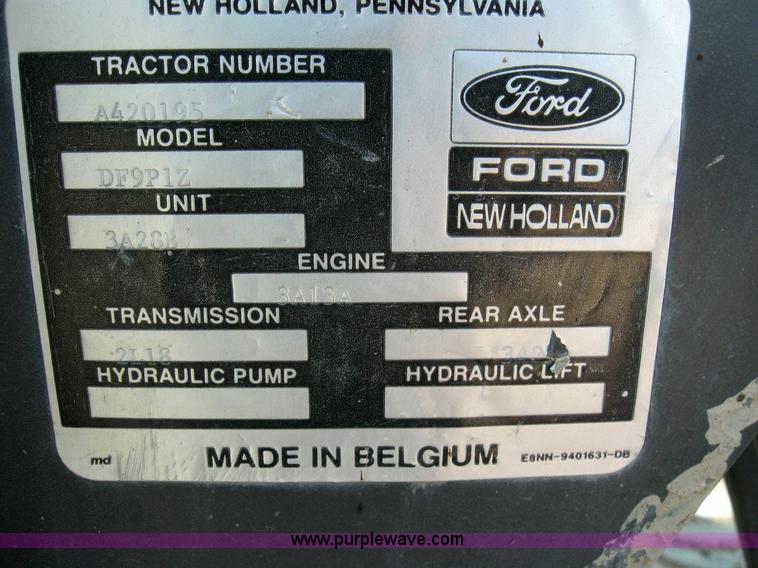 NEW HOLLAND, PENNSYLVANIA
TRACTOR NUMBER
A420195
MODEL
DF9P1Z
UNIT
3A28B
Ford
FORD
NEW HOLLAND
ENGINE
3A13A
TRANSMISSION
2L18
REAR AXLE
HYDRAULIC PUMP
HYDRAULIC LIFT
md
MADE IN BELGIUM
E8NN-9401631-DB
www.purplewave.com